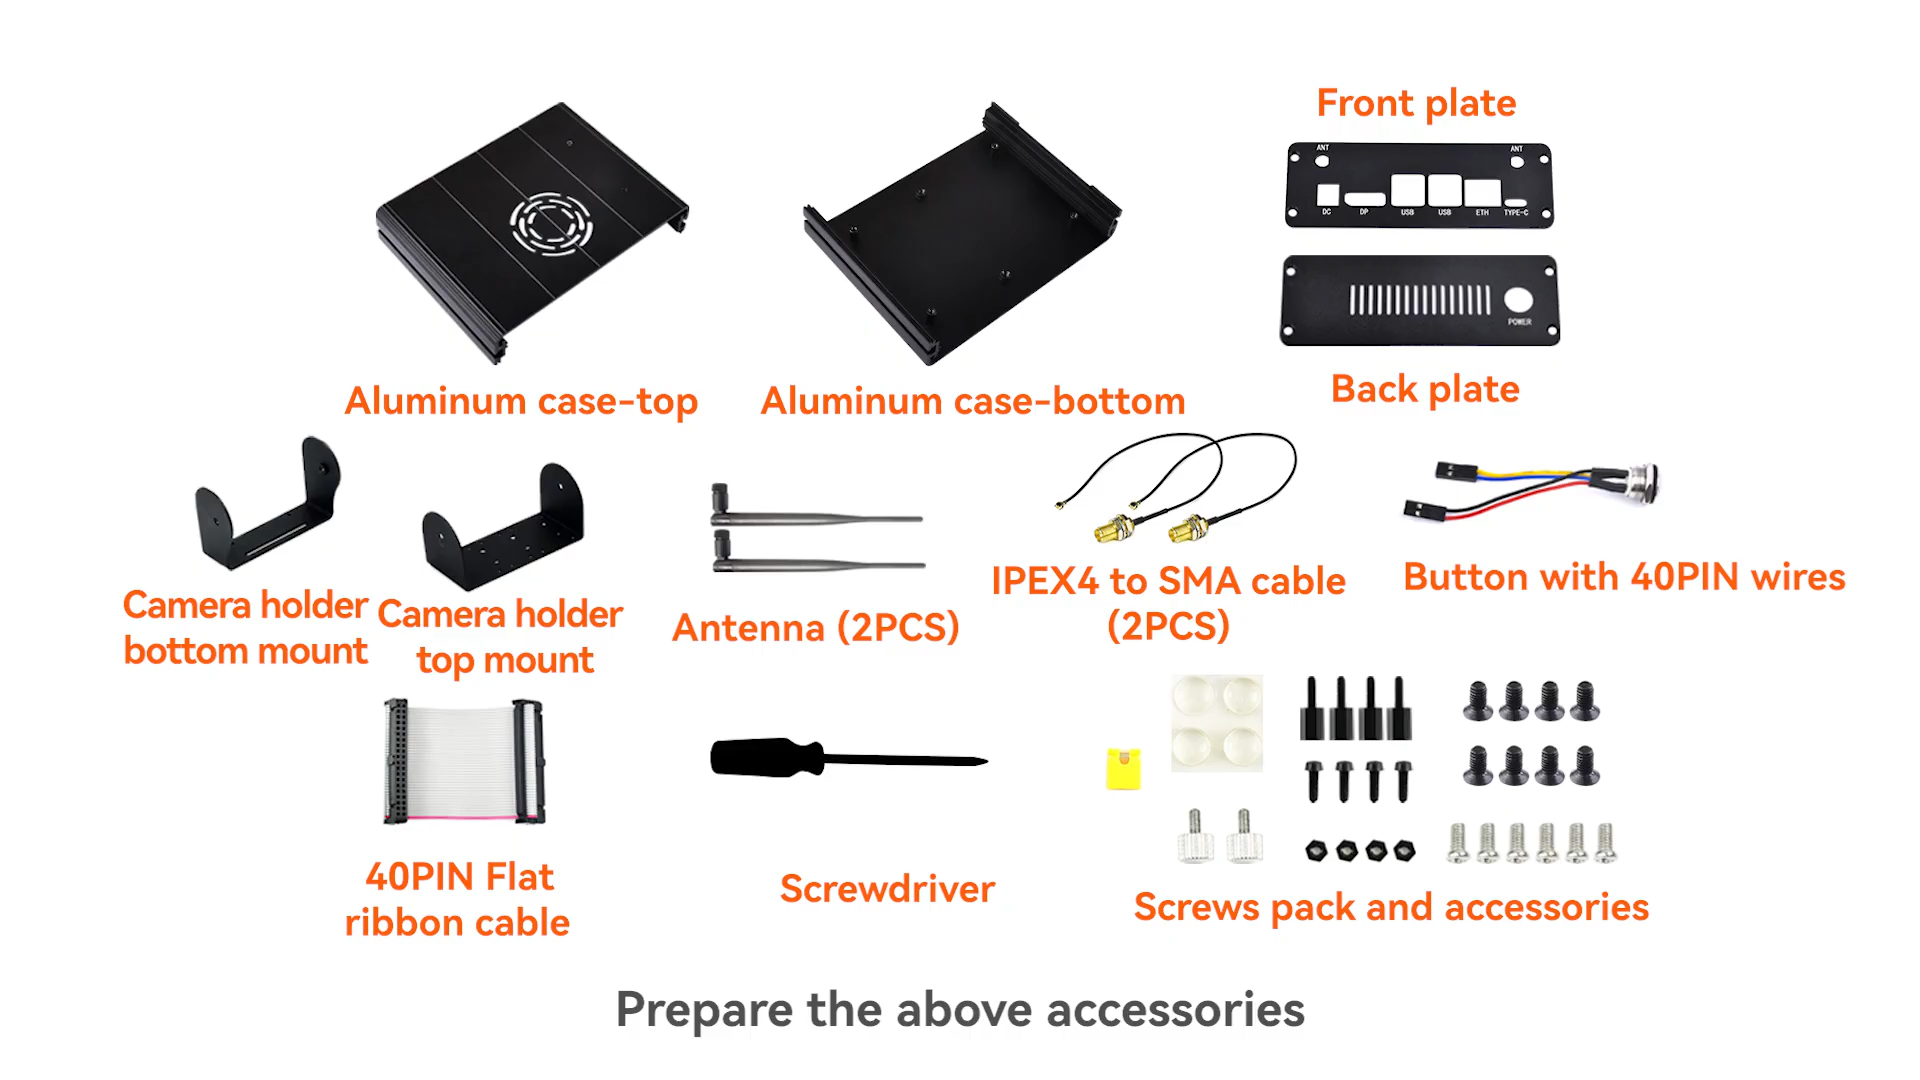 Front plate
ANT
ANT
DC
DP
USB
USB
ETH
TYPE-C
POWER
Aluminum case-top
Aluminum case-bottom
Back plate
Camera holder
bottom mount
Camera holder
top mount
Antenna (2PCS)
IPEX4 to SMA cable
(2PCS)
Button with 40PIN wires
40PIN Flat
ribbon cable
Screwdriver
Screws pack and accessories
Prepare the above accessories